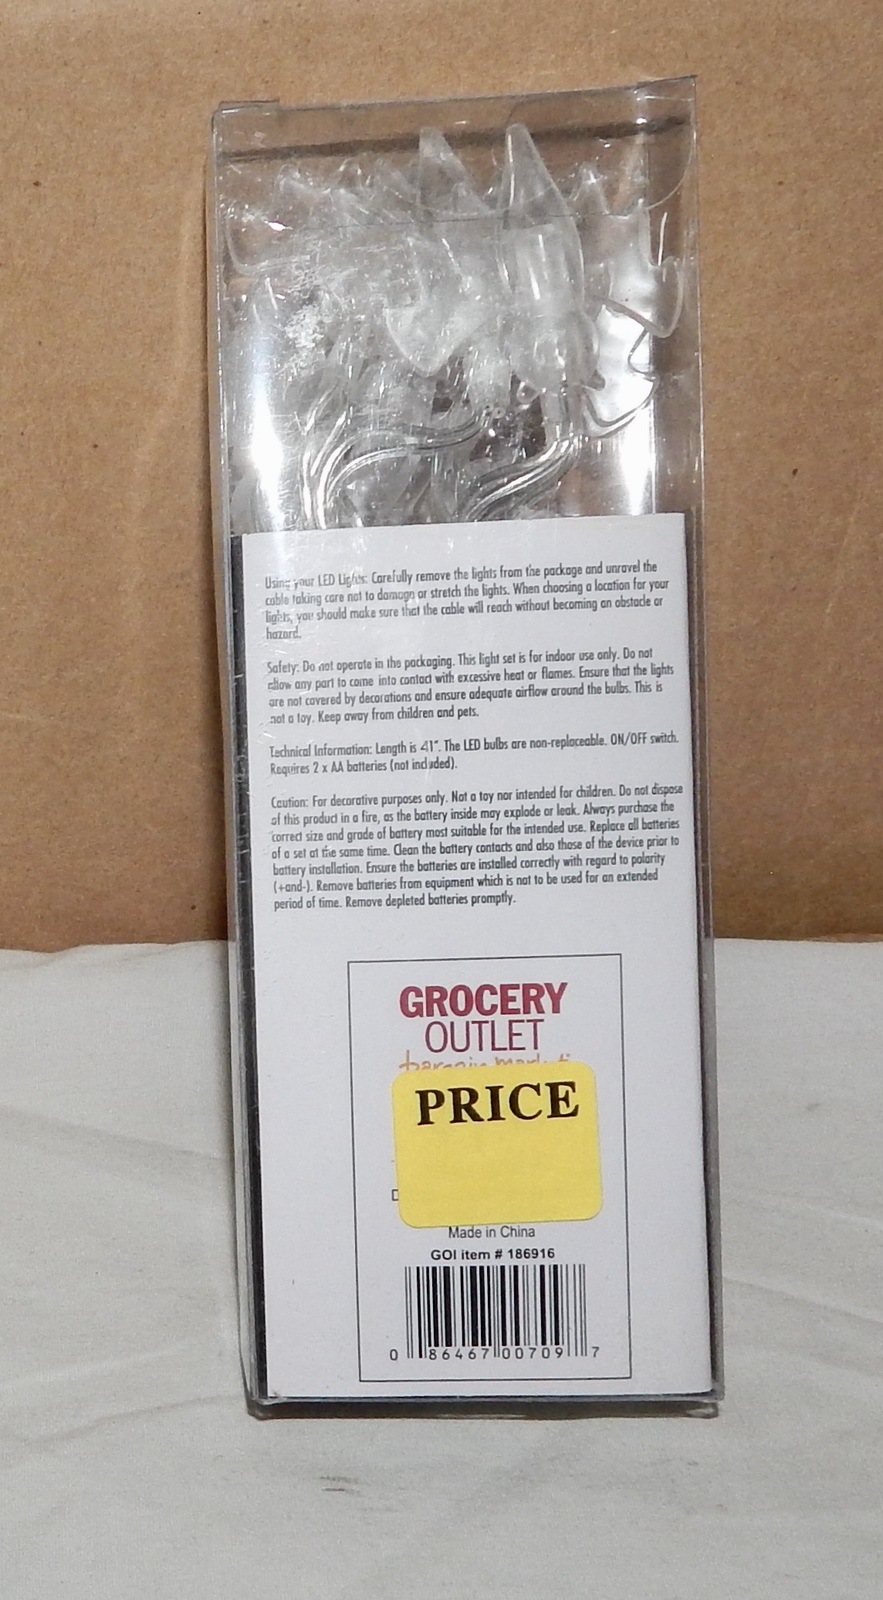 Using your LED Lights: Carefully remove the lights from the package and unravel the
cable taking care not to damage or stretch the lights. When choosing a location for your
lights, you should make sure that the cable will reach without becoming an obstacle or
hazard.
Safety: Do not operate in the packaging. This light set is for indoor use only. Do not
allow any part to come into contact with excessive heat or flames. Ensure that the lights
are not covered by decorations and ensure adequate airflow around the bulbs. This is
not a toy. Keep away from children and pets.
Technical Information: Length is 41". The LED bulbs are non-replaceable. ON/OFF switch.
Requires 2 x AA batteries (not included).
Caution: For decorative purposes only. Not a toy nor intended for children. Do not dispose
of this product in a fire, as the battery inside may explode or leak. Always purchase the
correct size and grade of battery most suitable for the intended use. Replace all batteries
of a set at the same time. Clean the battery contacts and also those of the device prior to
battery installation. Ensure the batteries are installed correctly with regard to polarity
(+and-). Remove batteries from equipment which is not to be used for an extended
period of time. Remove depleted batteries promptly.
GROCERY
OUTLET
bargain market
PRICE
Made in China
GOI item # 186916
0 86467 00709 7